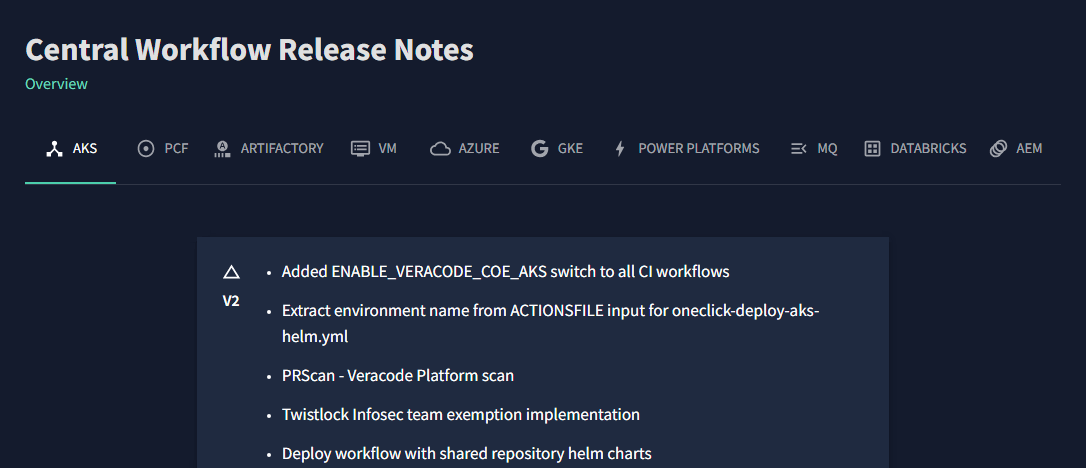 Central Workflow Release Notes
Overview
AKS PCF ARTIFACTORY VM AZURE GKE POWER PLATFORMS MQ DATABRICKS AEM
• Added ENABLE_VERACODE_COE_AKS switch to all CI workflows
V2
• Extract environment name from ACTIONSFILE input for oneclick-deploy-aks-
helm.yml
• PRScan - Veracode Platform scan
• Twistlock Infosec team exemption implementation
• Deploy workflow with shared repository helm charts